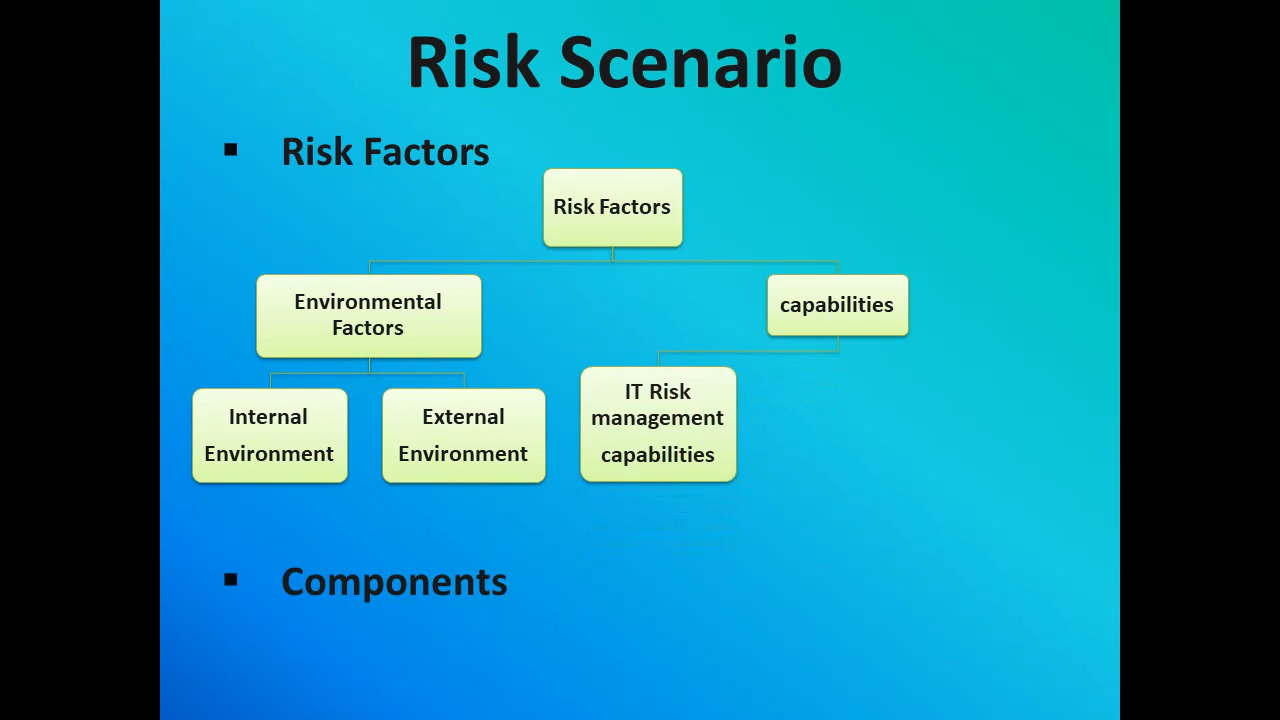 Risk Scenario
▪ Risk Factors
Risk Factors
Environmental
Factors
capabilities
Internal
Environment
External
Environment
IT Risk
management
capabilities
▪ Components